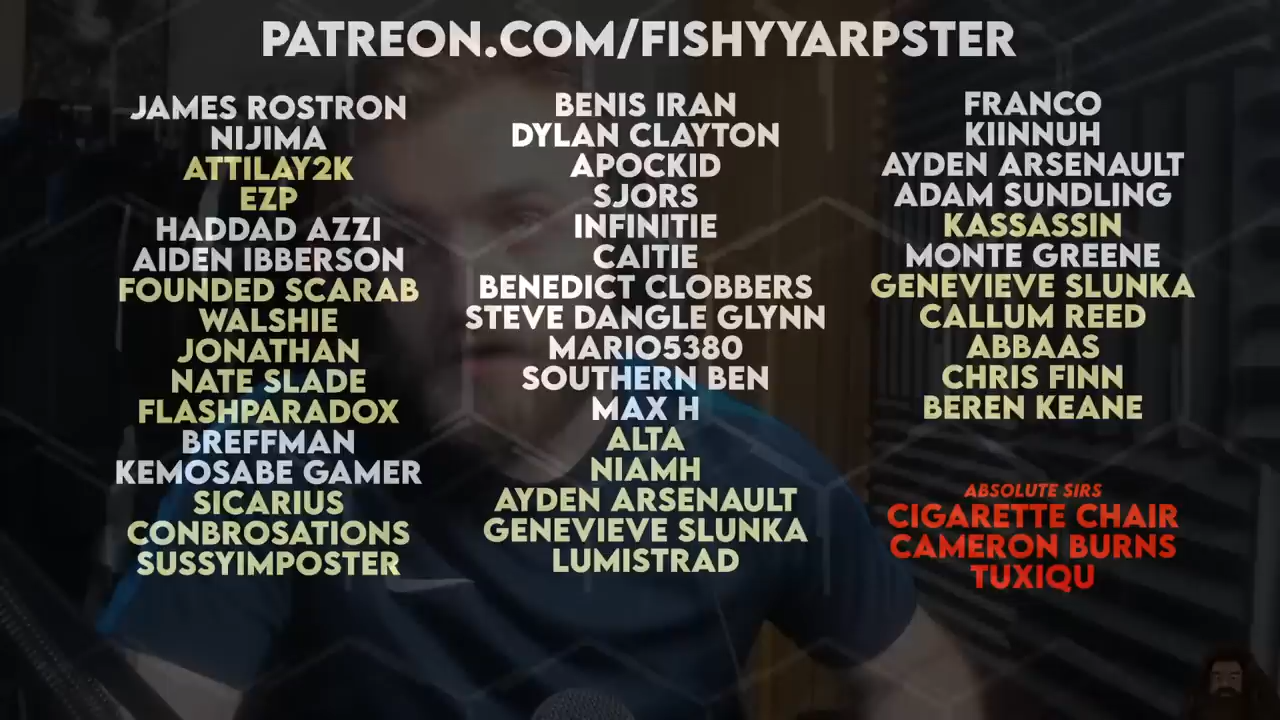 PATREON.COM/FISHYYARPSTER
JAMES ROSTRON
NIJIMA
ATTILAY2K
EZP
HADDAD AZZI
AIDEN IBBERSON
FOUNDED SCARAB
WALSHIE
JONATHAN
NATE SLADE
FLASHPARADOX
BREFFMAN
KEMOSABE GAMER
SICARIUS
CONBROSATIONS
SUSSYIMPOSTER
BENIS IRAN
DYLAN CLAYTON
APOCKID
SJORS
INFINITIE
CAITIE
BENEDICT CLOBBERS
STEVE DANGLE GLYNN
MARIO5380
SOUTHERN BEN
MAX H
ALTA
NIAMH
AYDEN ARSENAULT
GENEVIEVE SLUNKA
LUMISTRAD
FRANCO
KIINNUH
AYDEN ARSENAULT
ADAM SUNDLING
KASSASSIN
MONTE GREENE
GENEVIEVE SLUNKA
CALLUM REED
ABBAAS
CHRIS FINN
BEREN KEANE
ABSOLUTE SIRS
CIGARETTE CHAIR
CAMERON BURNS
TUXIQU